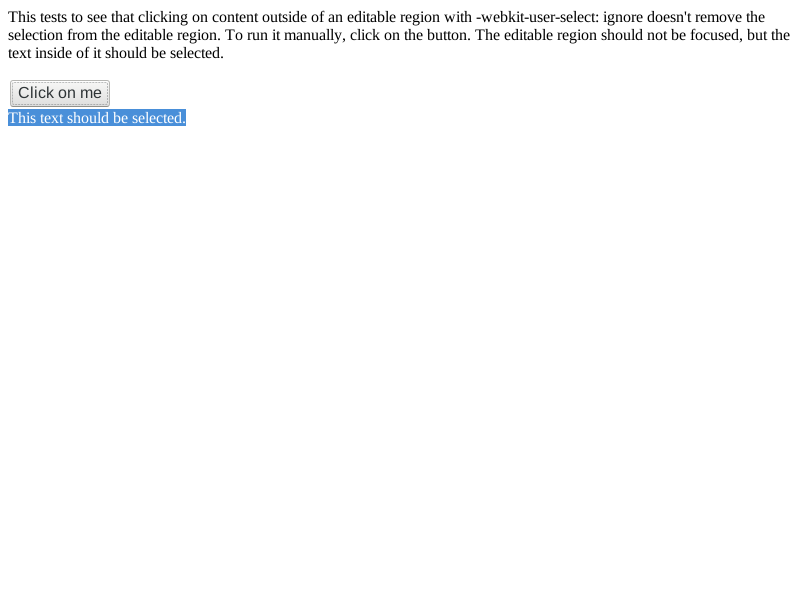 This tests to see that clicking on content outside of an editable region with -webkit-user-select: ignore doesn't remove the
selection from the editable region. To run it manually, click on the button. The editable region should not be focused, but the
text inside of it should be selected.
Click on me
This text should be selected.